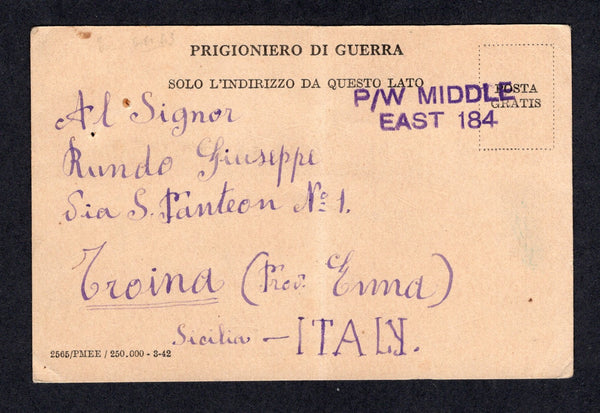 PRIGIONIERO DI GUERRA
SOLO L'INDIRIZZO DA QUESTO LATO
POSTA
GRATIS
P/W MIDDLE
EAST 184
Al Signor
Rundo Giuseppe
Via S. Panteon Nº 1.
Troina (Prov. Enna)
Sicilia - ITALY.
2565/PMEE / 250.000 - 3-42